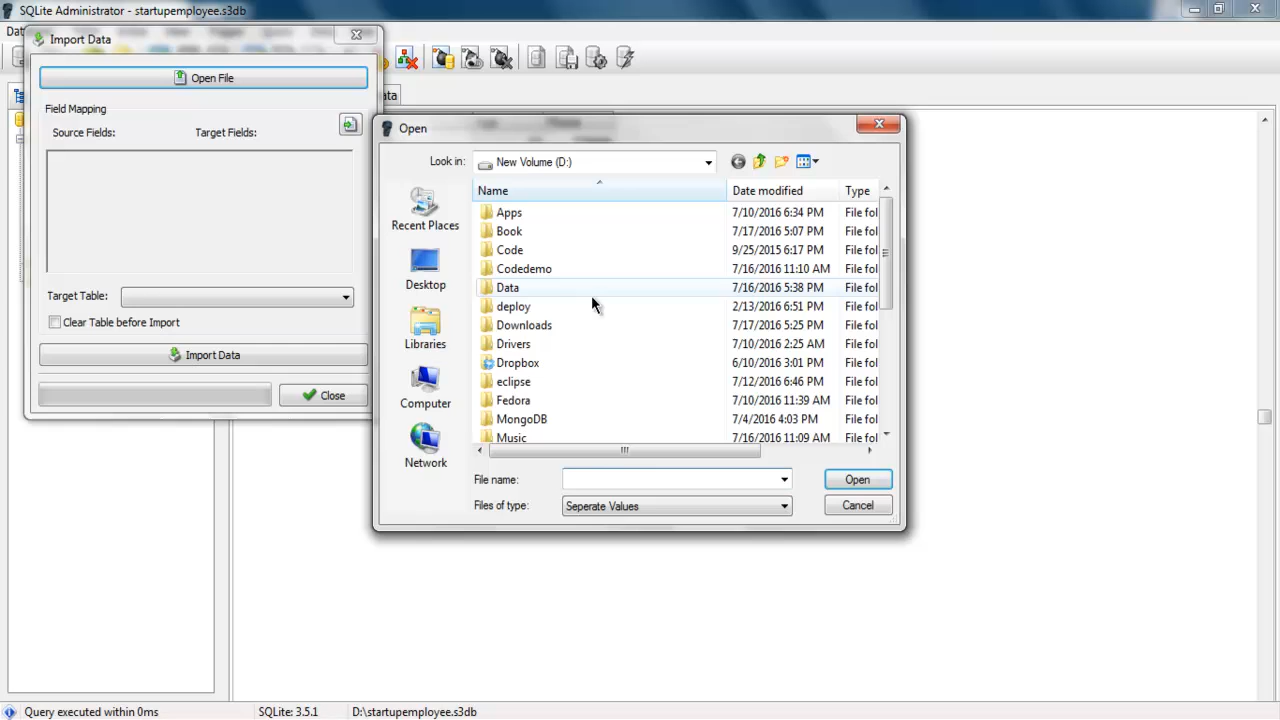 SQLite Administrator - startupemployee.s3db
Dat
Import Data
Open File
Field Mapping
Source Fields: Target Fields:
Target Table:
Clear Table before Import
Import Data
Close
ata
Open
Look in: New Volume (D:)
Recent Places
Desktop
Libraries
Computer
Network
Name Date modified Type
Apps 7/10/2016 6:34 PM File fol
Book 7/17/2016 5:07 PM File fol
Code 9/25/2015 6:17 PM File fol
Codedemo 7/16/2016 11:10 AM File fol
Data 7/16/2016 5:38 PM File fol
deploy 2/13/2016 6:51 PM File fol
Downloads 7/17/2016 5:25 PM File fol
Drivers 7/10/2016 2:25 AM File fol
Dropbox 6/10/2016 3:01 PM File fol
eclipse 7/12/2016 6:46 PM File fol
Fedora 7/10/2016 11:39 AM File fol
MongoDB 7/4/2016 4:03 PM File fol
Music 7/16/2016 11:09 AM File fol
File name: Open
Files of type: Seperate Values Cancel
Query executed within 0ms SQLite: 3.5.1 D:\startupemployee.s3db